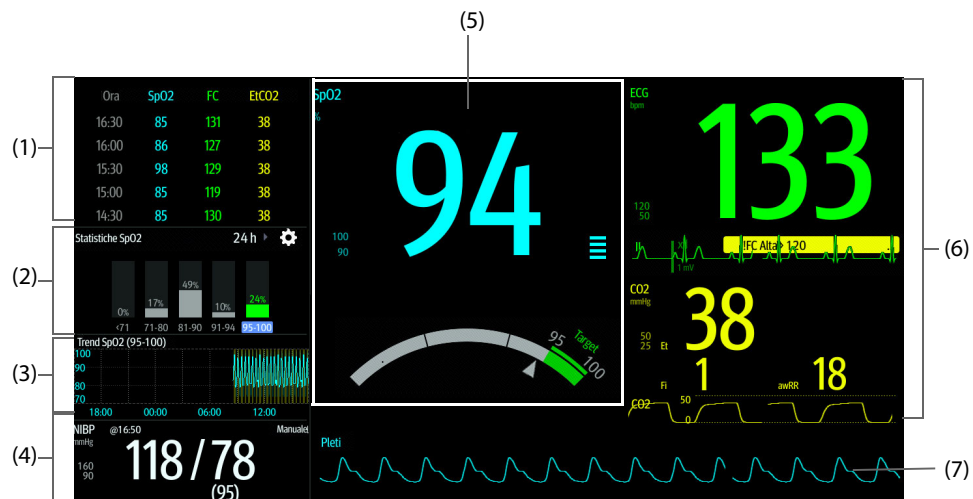 (5)
(1)
Ora SpO2 FC EtCO2
16:30 85 131 38
16:00 86 127 38
15:30 98 129 38
15:00 85 119 38
14:30 85 130 38
(2)
Statistiche SpO2 24 h
0% 17% 49% 10% 24%
<71 71-80 81-90 91-94 95-100
(3)
Trend SpO2 (95-100)
100
90
80
70
18:00 00:00 06:00 12:00
(4)
NIBP @16:50 Manuale
mmHg
160
90
118/78
(95)
SpO2
%
94
100
90
95 Target 100
ECG
bpm
133
120
50
II X1 !FC Alta> 120
1 mV
(6)
CO2
mmHg
38
50
25 Et
Fi 1 awRR 18
CO2 50
0
Pleti
(7)